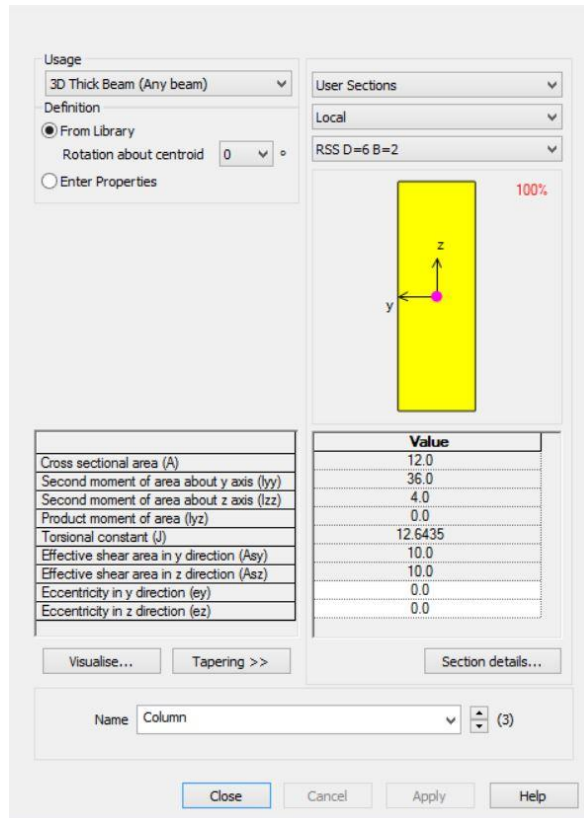 Usage
3D Thick Beam (Any beam)
Definition
From Library
Rotation about centroid 0 °
Enter Properties
User Sections
Local
RSS D=6 B=2
100%
z
y
Value
Cross sectional area (A) 12.0
Second moment of area about y axis (Iyy) 36.0
Second moment of area about z axis (Izz) 4.0
Product moment of area (Iyz) 0.0
Torsional constant (J) 12.6435
Effective shear area in y direction (Asy) 10.0
Effective shear area in z direction (Asz) 10.0
Eccentricity in y direction (ey) 0.0
Eccentricity in z direction (ez) 0.0
Visualise... Tapering >> Section details...
Name Column (3)
Close Cancel Apply Help